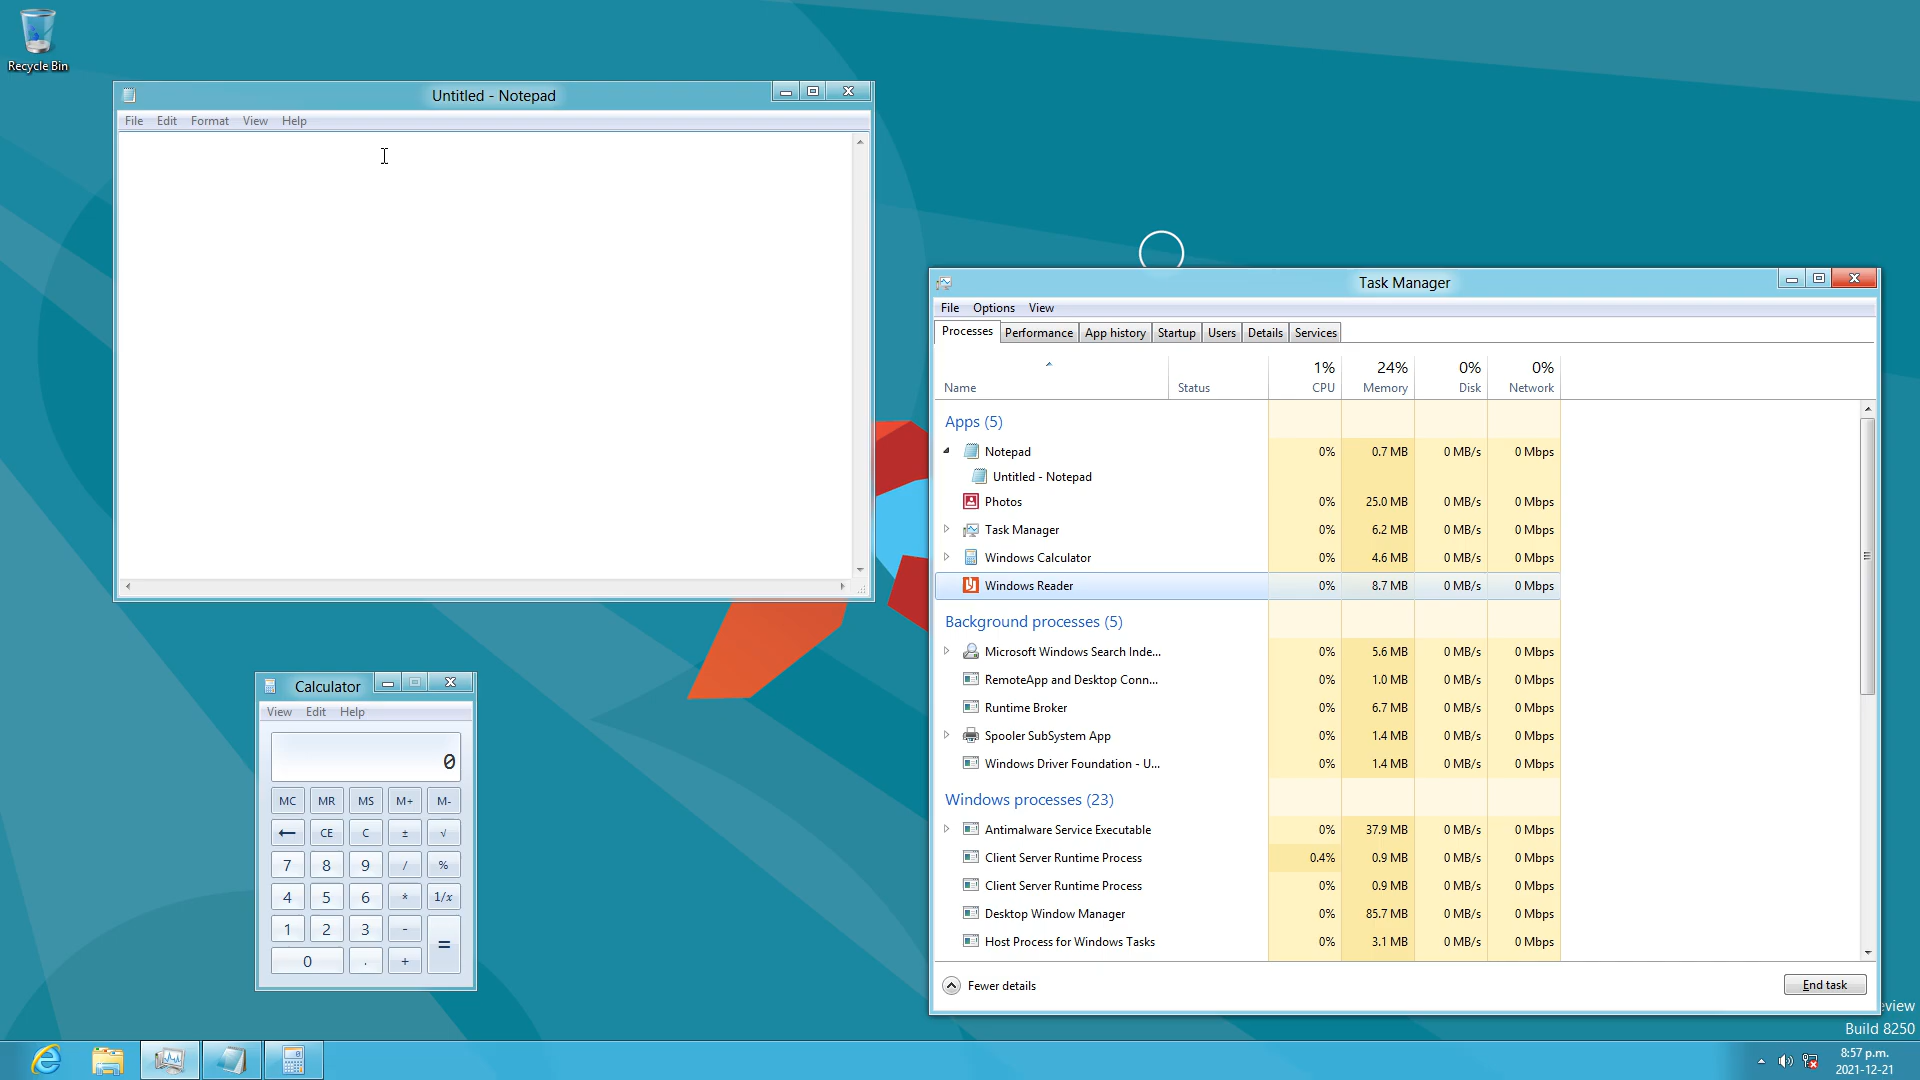 Recycle Bin
Untitled - Notepad
File Edit Format View Help
Task Manager
File Options View
Processes Performance App history Startup Users Details Services
1% 24% 0% 0%
Name Status CPU Memory Disk Network
Apps (5)
Notepad 0% 0.7 MB 0 MB/s 0 Mbps
Untitled - Notepad
Photos 0% 25.0 MB 0 MB/s 0 Mbps
Task Manager 0% 6.2 MB 0 MB/s 0 Mbps
Windows Calculator 0% 4.6 MB 0 MB/s 0 Mbps
Windows Reader 0% 8.7 MB 0 MB/s 0 Mbps
Background processes (5)
Microsoft Windows Search Inde... 0% 5.6 MB 0 MB/s 0 Mbps
RemoteApp and Desktop Conn... 0% 1.0 MB 0 MB/s 0 Mbps
Runtime Broker 0% 6.7 MB 0 MB/s 0 Mbps
Spooler SubSystem App 0% 1.4 MB 0 MB/s 0 Mbps
Windows Driver Foundation - U... 0% 1.4 MB 0 MB/s 0 Mbps
Windows processes (23)
Antimalware Service Executable 0% 37.9 MB 0 MB/s 0 Mbps
Client Server Runtime Process 0.4% 0.9 MB 0 MB/s 0 Mbps
Client Server Runtime Process 0% 0.9 MB 0 MB/s 0 Mbps
Desktop Window Manager 0% 85.7 MB 0 MB/s 0 Mbps
Host Process for Windows Tasks 0% 3.1 MB 0 MB/s 0 Mbps
Fewer details End task
Calculator
View Edit Help
0
MC MR MS M+ M-
← CE C ± √
7 8 9 / %
4 5 6 * 1/x
1 2 3 - =
0 . +
eview
Build 8250
8:57 p.m.
2021-12-21